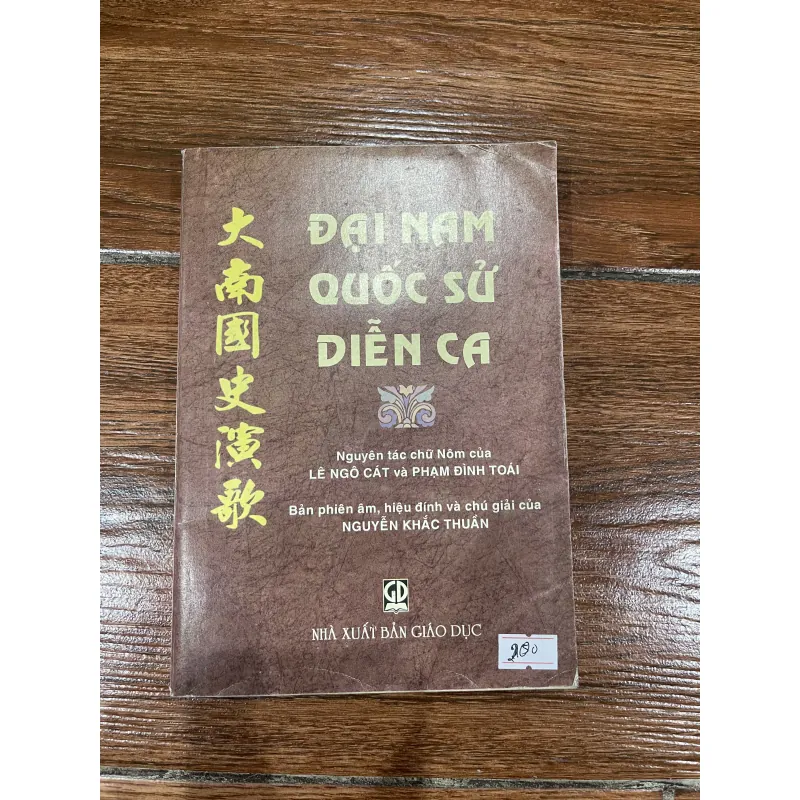 大南國史演歌
ĐẠI NAM
QUỐC SỬ
DIỄN CA
Nguyên tác chữ Nôm của
LÊ NGÔ CÁT và PHẠM ĐÌNH TOÁI
Bản phiên âm, hiệu đính và chú giải của
NGUYỄN KHẮC THUẦN
GD
NHÀ XUẤT BẢN GIÁO DỤC
200